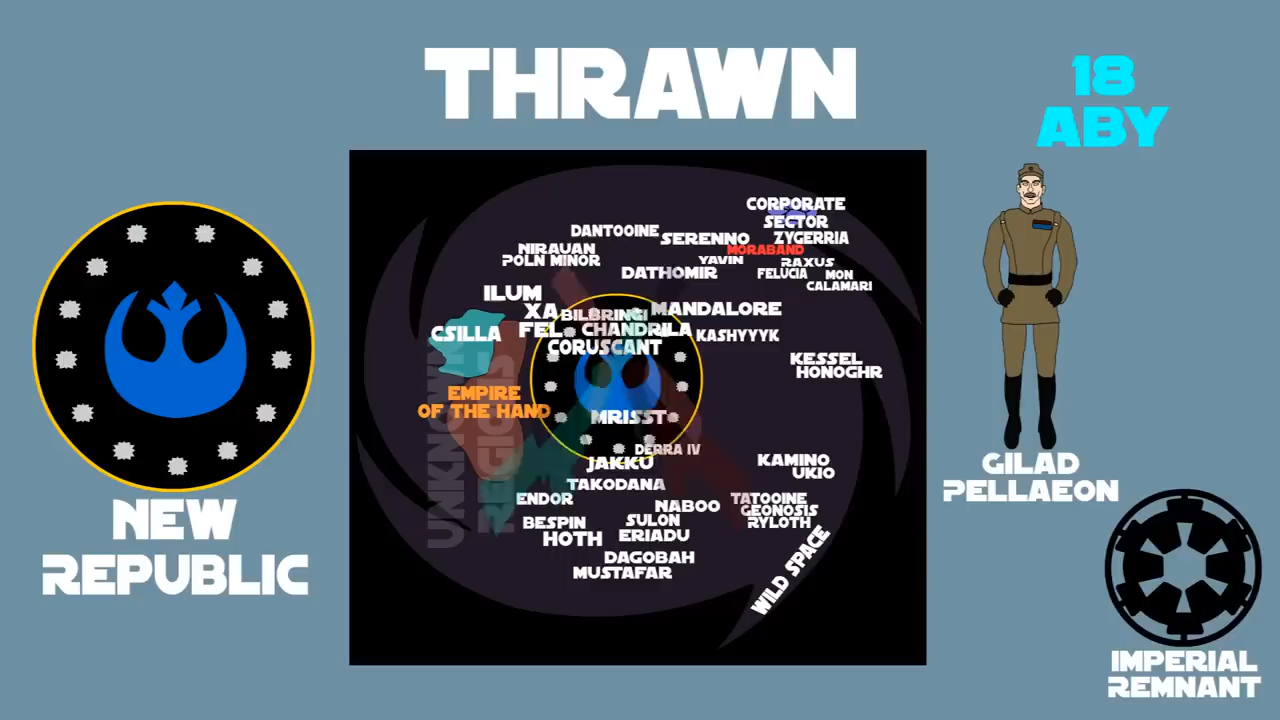 THRAWN
18
ABY
CORPORATE
SECTOR
DANTOOINE
SERENNO
ZYGERRIA
NIRAUAN
MORABAND
POLN MINOR
YAVIN
RAXUS
DATHOMIR
FELUCIA
MON
CALAMARI
ILUM
XA
FEL
BILBRINGI
MANDALORE
CSILLA
CHANDRILA
KASHYYYK
CORUSCANT
KESSEL
HONOGHR
EMPIRE
OF THE HAND
MRISST
UNKNOWN
REGIONS
DERRA IV
JAKKU
KAMINO
UKIO
TAKODANA
ENDOR
NABOO
TATOOINE
GEONOSIS
RYLOTH
BESPIN
SULON
HOTH
ERIADU
DAGOBAH
MUSTAFAR
WILD SPACE
NEW
REPUBLIC
GILAD
PELLAEON
IMPERIAL
REMNANT